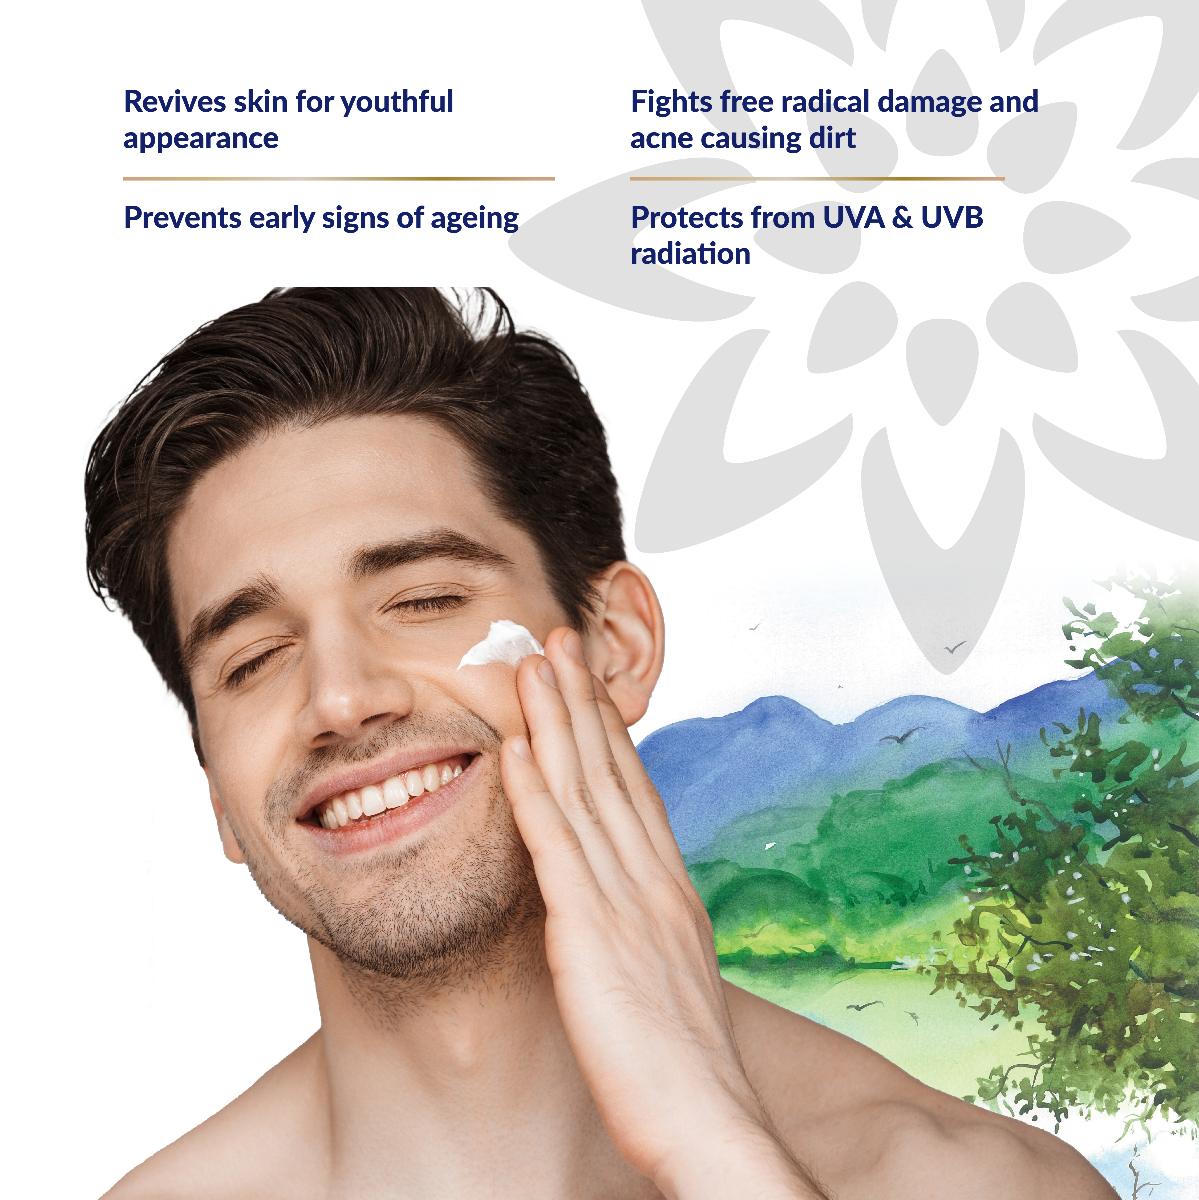 Revives skin for youthful
appearance
Prevents early signs of ageing
Fights free radical damage and
acne causing dirt
Protects from UVA & UVB
radiation